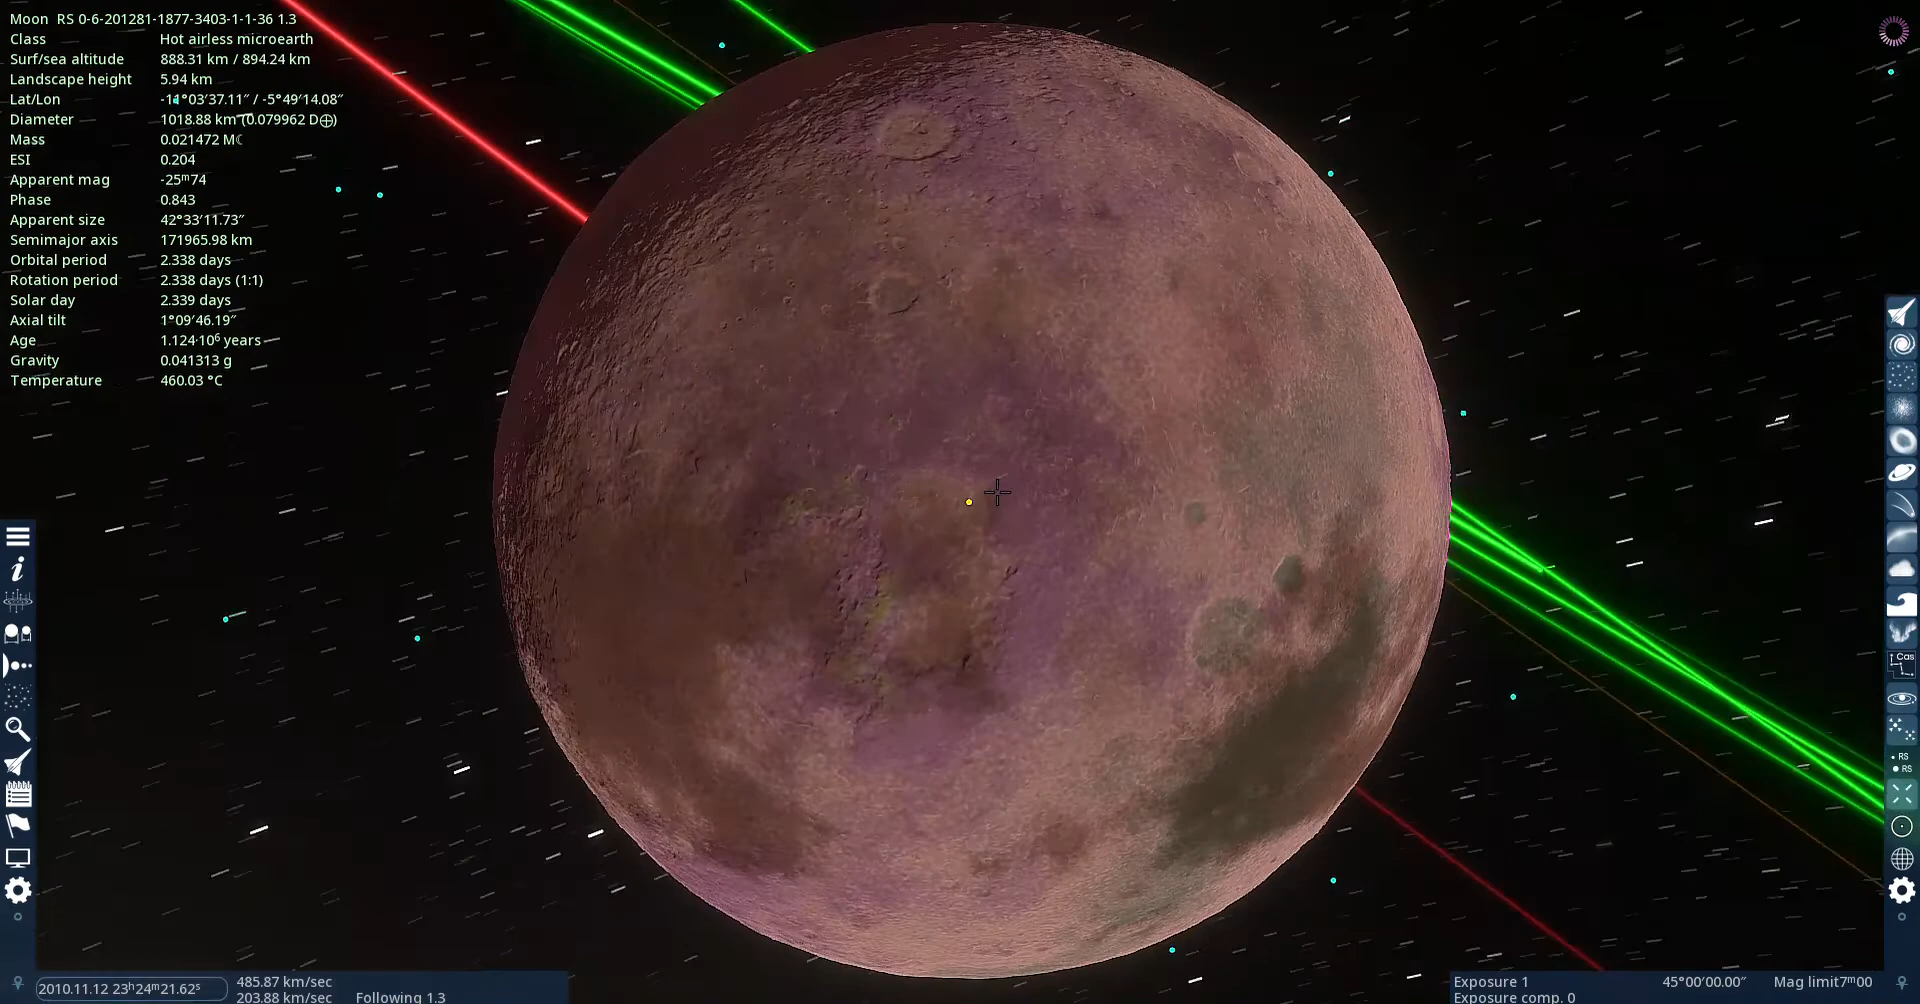 Moon RS 0-6-201281-1877-3403-1-1-36 1.3
Class Hot airless microearth
Surf/sea altitude 888.31 km / 894.24 km
Landscape height 5.94 km
Lat/Lon -11°03′37.11″ / -5°49′14.08″
Diameter 1018.88 km (0.079962 D⨁)
Mass 0.021472 M☾
ESI 0.204
Apparent mag -25ᵐ74
Phase 0.843
Apparent size 42°33′11.73″
Semimajor axis 171965.98 km
Orbital period 2.338 days
Rotation period 2.338 days (1:1)
Solar day 2.339 days
Axial tilt 1°09′46.19″
Age 1.124·10⁶ years
Gravity 0.041313 g
Temperature 460.03 °C
Cas
RS
RS
2010.11.12 23ʰ24ᵐ21.62ˢ
485.87 km/sec
203.88 km/sec Following 1.3
Exposure 1 45°00′00.00″ Mag limit 7ᵐ00
Exposure comp. 0